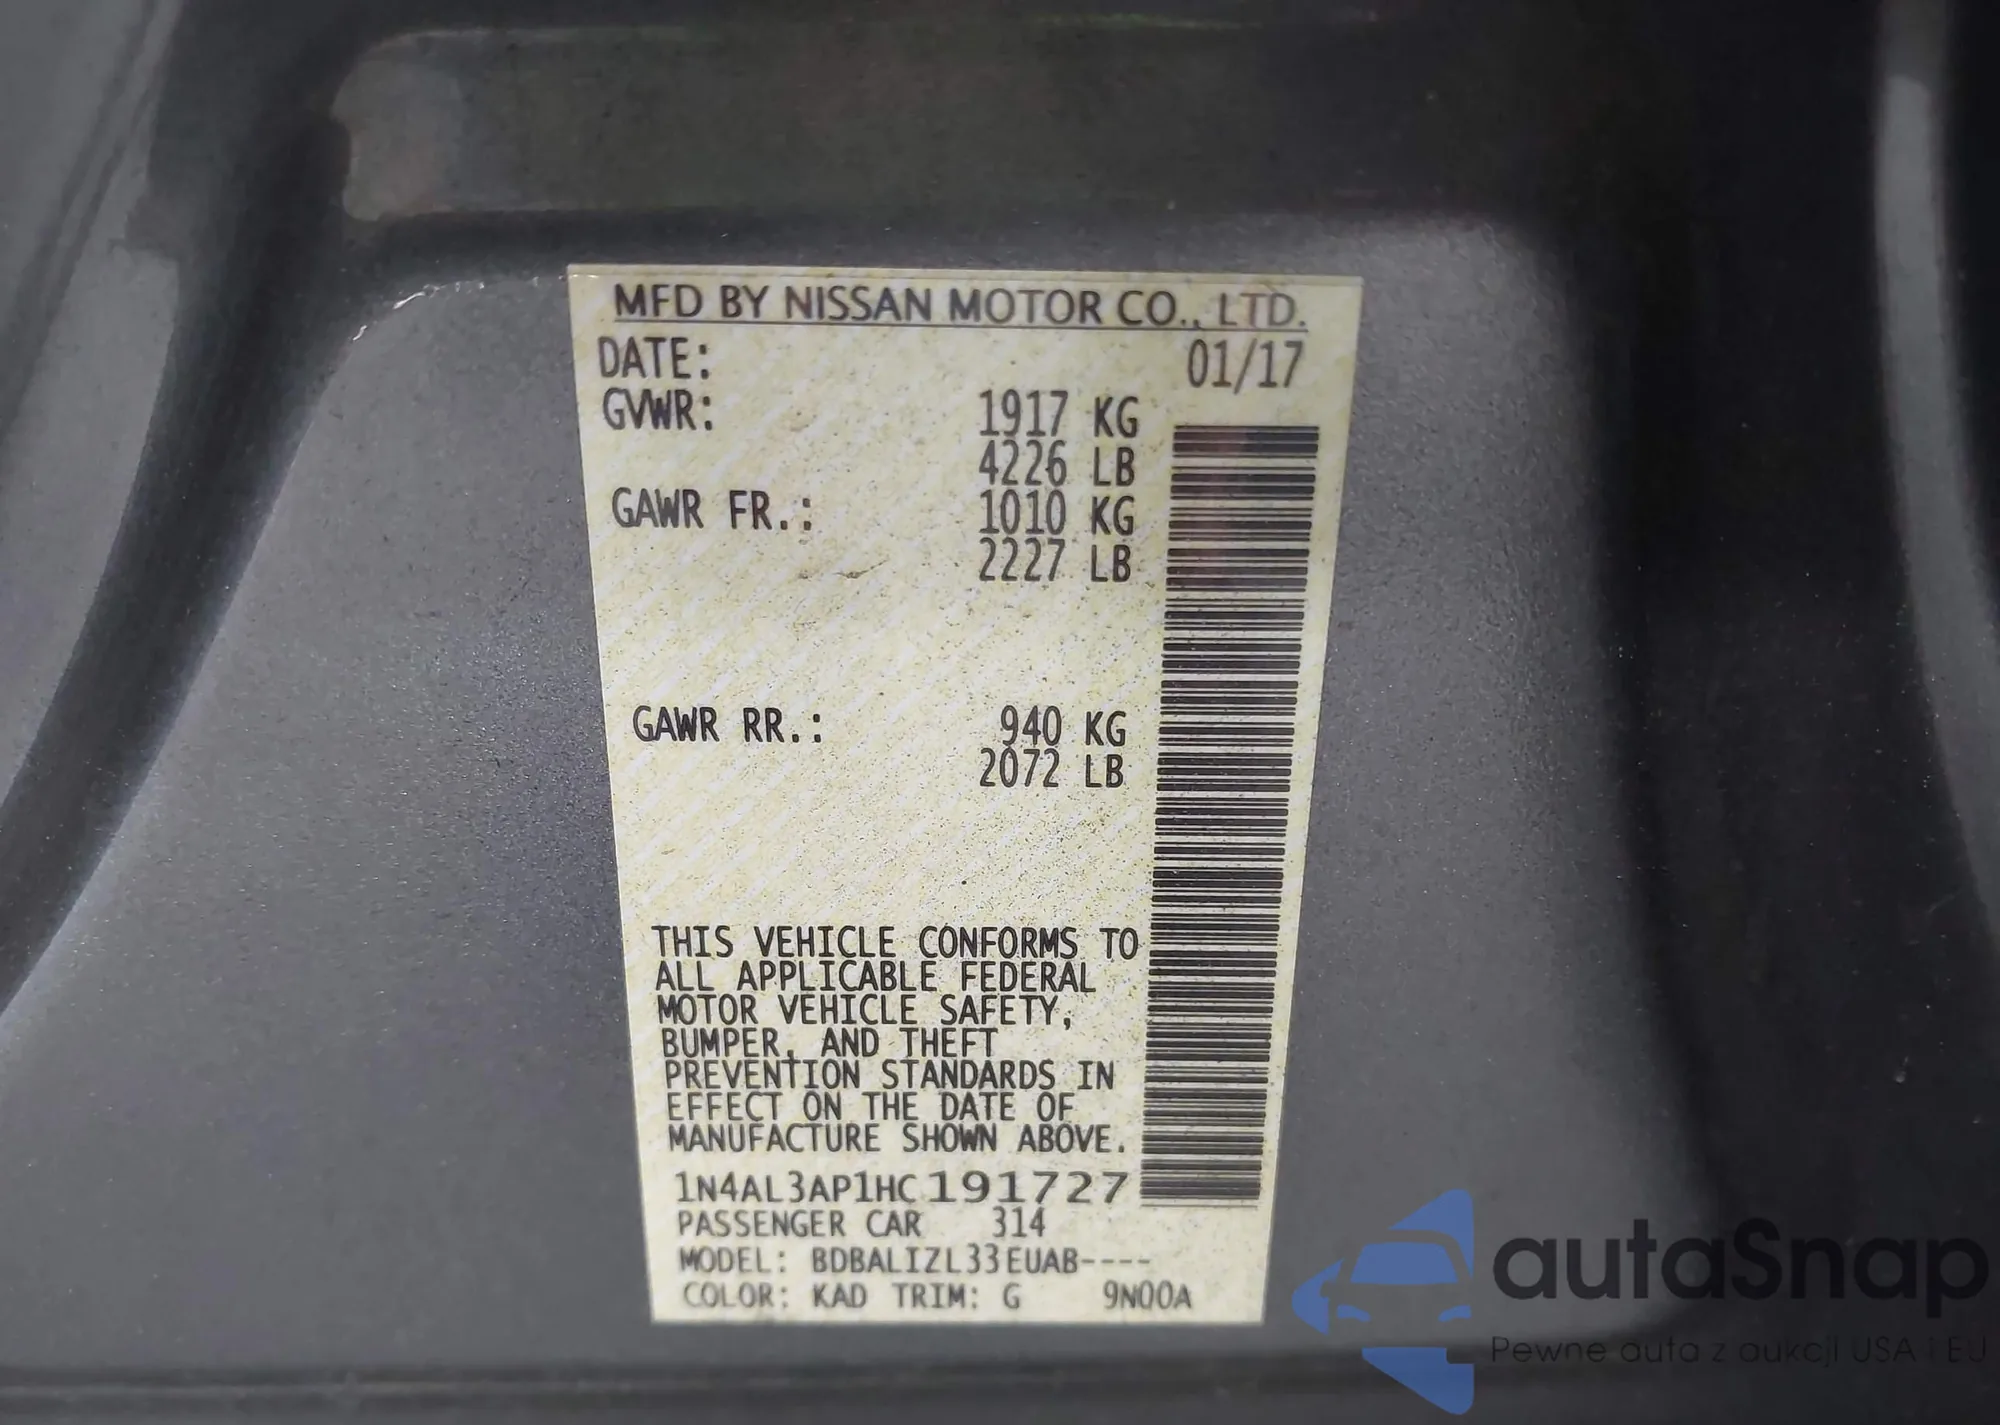 MFD BY NISSAN MOTOR CO., LTD.
DATE: 01/17
GVWR: 1917 KG
4226 LB
GAWR FR.: 1010 KG
2227 LB
GAWR RR.: 940 KG
2072 LB
THIS VEHICLE CONFORMS TO
ALL APPLICABLE FEDERAL
MOTOR VEHICLE SAFETY,
BUMPER, AND THEFT
PREVENTION STANDARDS IN
EFFECT ON THE DATE OF
MANUFACTURE SHOWN ABOVE.
1N4AL3AP1HC191727
PASSENGER CAR 314
MODEL: BDBALIZL33EUAB----
COLOR: KAD TRIM: G 9N00A
autaSnap
Pewne auta z aukcji USA i EU